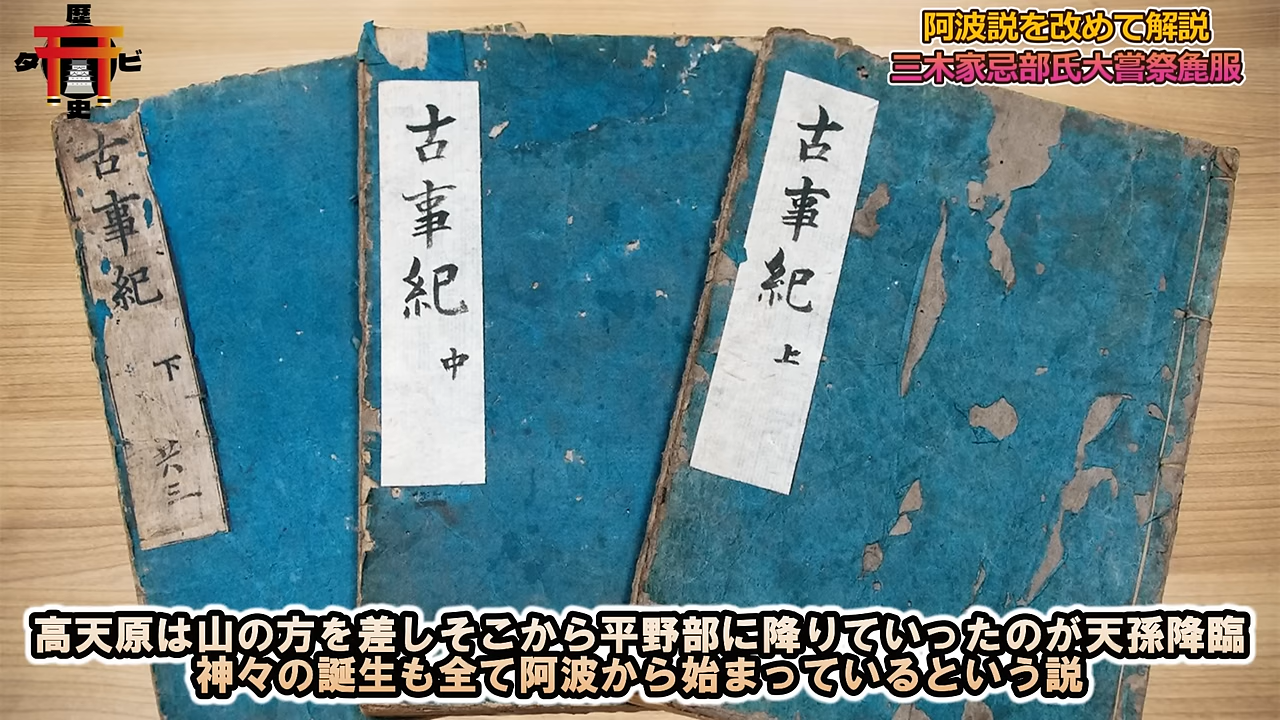 歴
タビ
史
阿波説を改めて解説
三木家忌部氏大嘗祭麁服
古事紀 上
古事紀 中
古事紀 下
共三
高天原は山の方を差しそこから平野部に降りていったのが天孫降臨
神々の誕生も全て阿波から始まっているという説